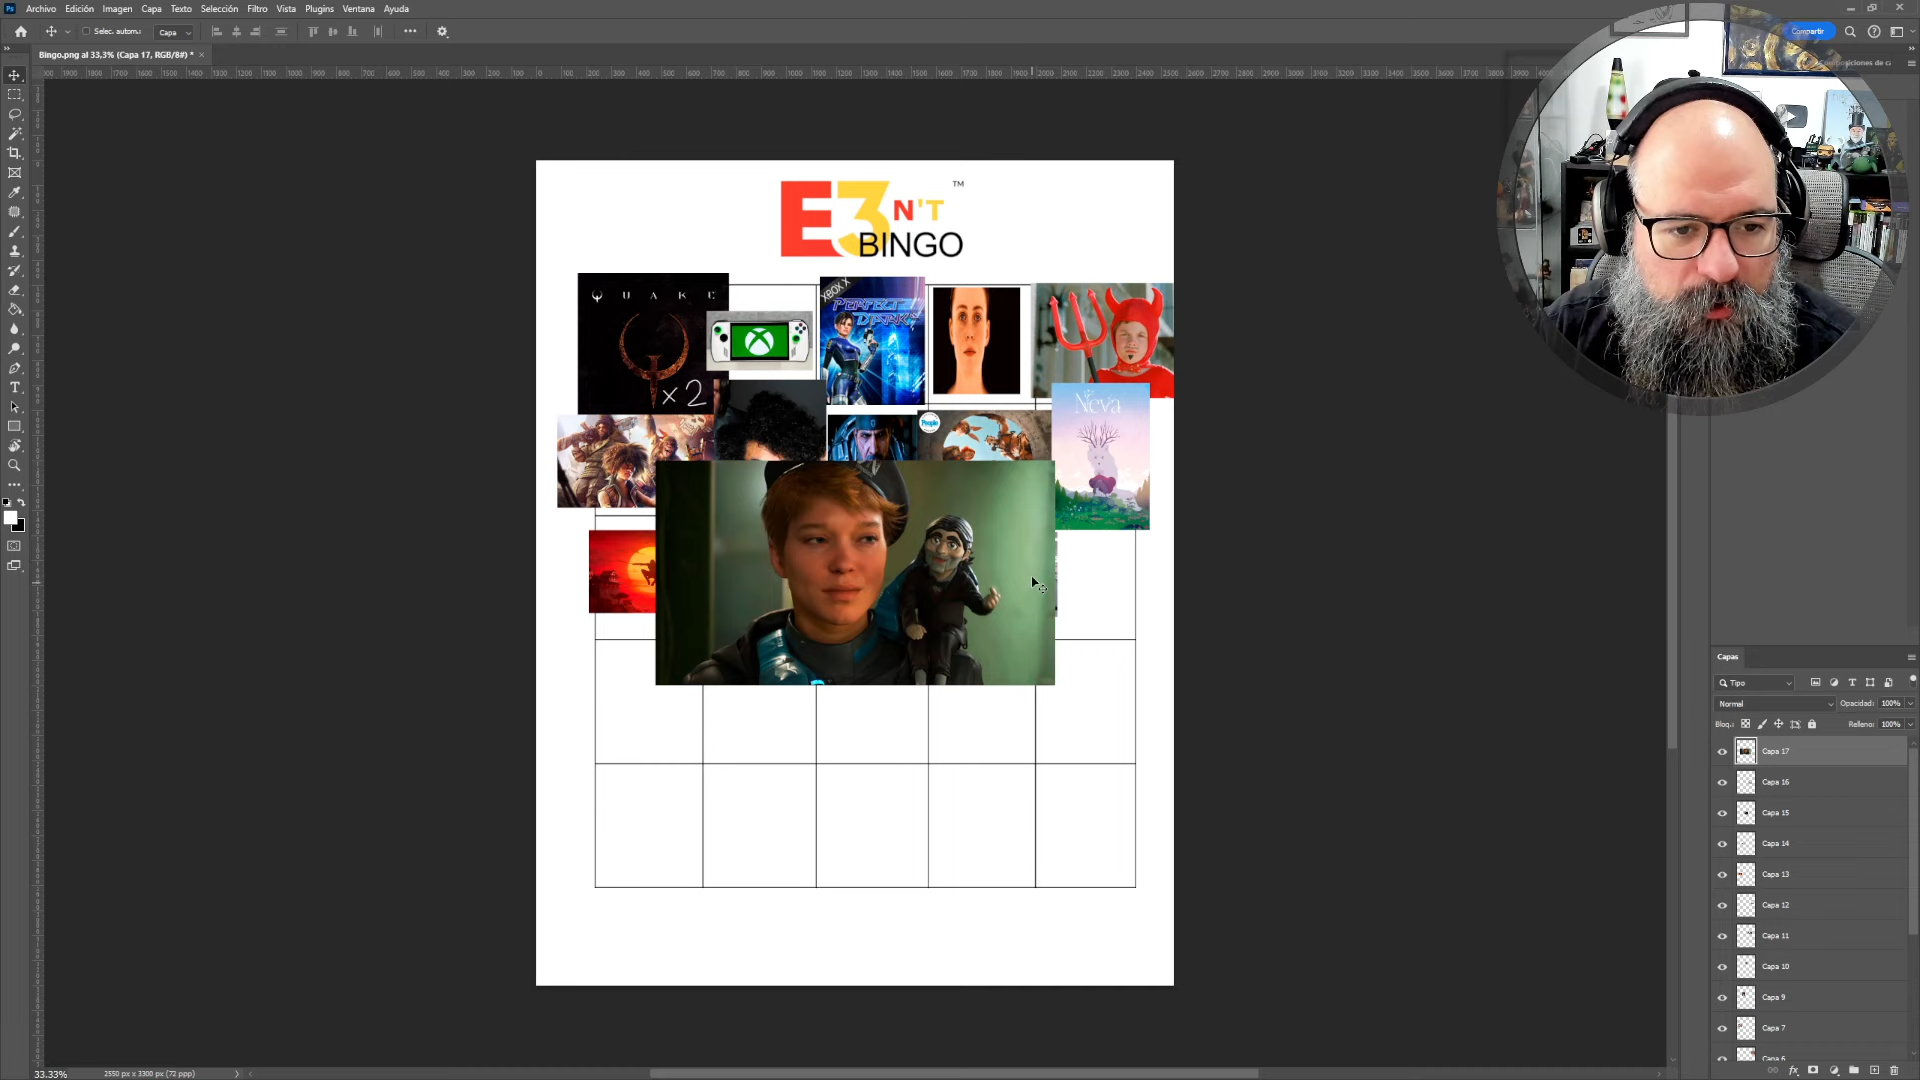 Archivo Edición Imagen Capa Texto Selección Filtro Vista Plugins Ventana Ayuda
Selec. autom.: Capa
Compartir
Bingo.png al 33,3% (Capa 17, RGB/8#) *
E3 N'T ™
BINGO
QUAKE
x2
XBOX X
PERFECT DARK
People
Neva
Capas
Tipo
Normal Opacidad: 100%
Bloq.: Relleno: 100%
Capa 17
Capa 16
Capa 15
Capa 14
Capa 13
Capa 12
Capa 11
Capa 10
Capa 9
Capa 7
Capa 6
33.33% 2550 px x 3300 px (72 ppp)